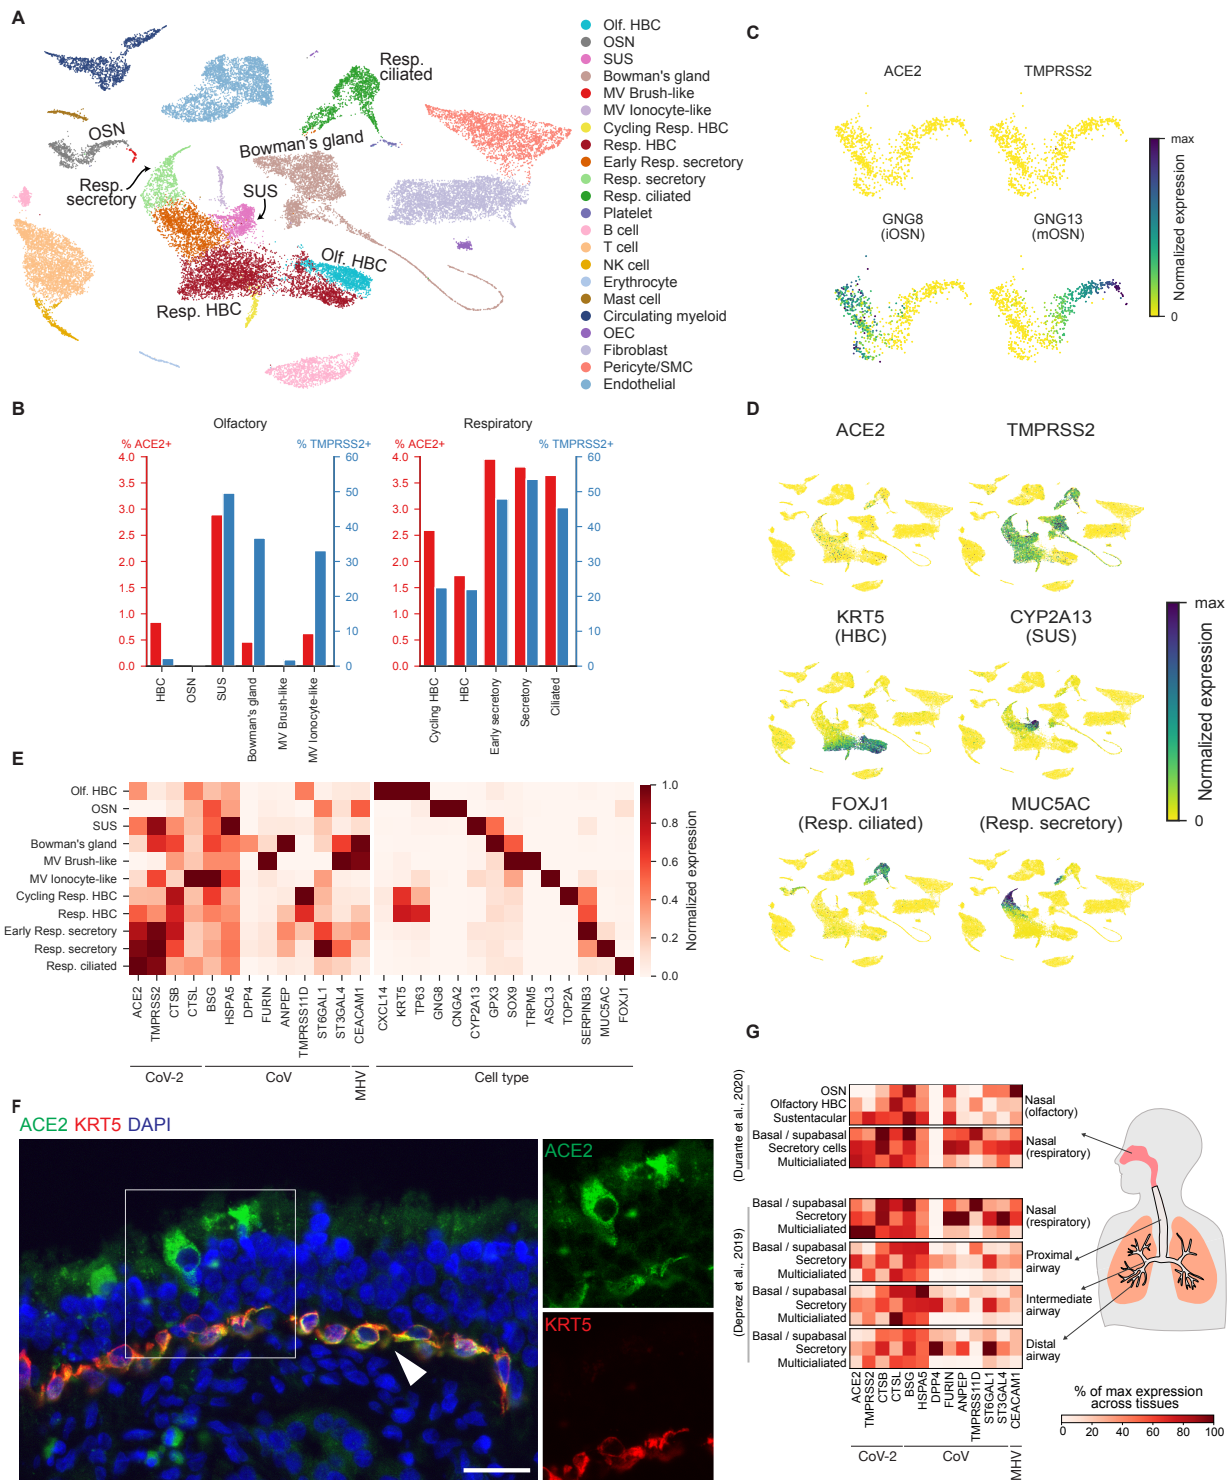 A
OSN
Resp.
secretory
Resp.
ciliated
Bowman's gland
SUS
Olf. HBC
Resp. HBC
Olf. HBC
OSN
SUS
Bowman's gland
MV Brush-like
MV Ionocyte-like
Cycling Resp. HBC
Resp. HBC
Early Resp. secretory
Resp. secretory
Resp. ciliated
Platelet
B cell
T cell
NK cell
Erythrocyte
Mast cell
Circulating myeloid
OEC
Fibroblast
Pericyte/SMC
Endothelial
C
ACE2
TMPRSS2
GNG8
(iOSN)
GNG13
(mOSN)
max
0
Normalized expression
B
Olfactory
% ACE2+
% TMPRSS2+
4.0
3.5
3.0
2.5
2.0
1.5
1.0
0.5
0.0
60
50
40
30
20
10
0
HBC
OSN
SUS
Bowman's gland
MV Brush-like
MV Ionocyte-like
Respiratory
% ACE2+
% TMPRSS2+
4.0
3.5
3.0
2.5
2.0
1.5
1.0
0.5
0.0
60
50
40
30
20
10
0
Cycling HBC
HBC
Early secretory
Secretory
Ciliated
D
ACE2
TMPRSS2
KRT5
(HBC)
CYP2A13
(SUS)
FOXJ1
(Resp. ciliated)
MUC5AC
(Resp. secretory)
max
0
Normalized expression
E
Olf. HBC
OSN
SUS
Bowman's gland
MV Brush-like
MV Ionocyte-like
Cycling Resp. HBC
Resp. HBC
Early Resp. secretory
Resp. secretory
Resp. ciliated
ACE2
TMPRSS2
CTSB
CTSL
BSG
HSPA5
DPP4
FURIN
ANPEP
TMPRSS11D
ST6GAL1
ST3GAL4
CEACAM1
CXCL14
KRT5
TP63
GNG8
CNGA2
CYP2A13
GPX3
SOX9
TRPM5
ASCL3
TOP2A
SERPINB3
MUC5AC
FOXJ1
CoV-2
CoV
MHV
Cell type
1.0
0.8
0.6
0.4
0.2
0.0
Normalized expression
F
ACE2 KRT5 DAPI
ACE2
KRT5
G
(Durante et al., 2020)
OSN
Olfactory HBC
Sustentacular
Nasal
(olfactory)
Basal / supabasal
Secretory cells
Multicialiated
Nasal
(respiratory)
(Deprez et al., 2019)
Basal / supabasal
Secretory
Multicialiated
Nasal
(respiratory)
Basal / supabasal
Secretory
Multicialiated
Proximal
airway
Basal / supabasal
Secretory
Multicialiated
Intermediate
airway
Basal / supabasal
Secretory
Multicialiated
Distal
airway
ACE2
TMPRSS2
CTSB
CTSL
BSG
HSPA5
DPP4
FURIN
ANPEP
TMPRSS11D
ST6GAL1
ST3GAL4
CEACAM1
CoV-2
CoV
MHV
% of max expression
across tissues
0 20 40 60 80 100